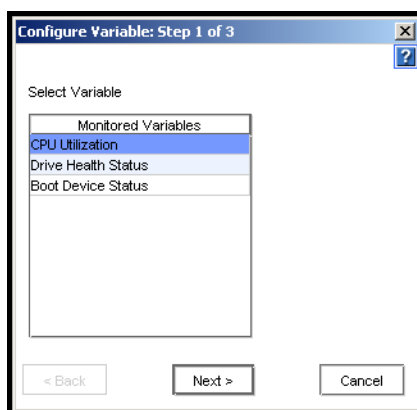 Configure Variable: Step 1 of 3
?
Select Variable
Monitored Variables
CPU Utilization
Drive Health Status
Boot Device Status
< Back Next > Cancel